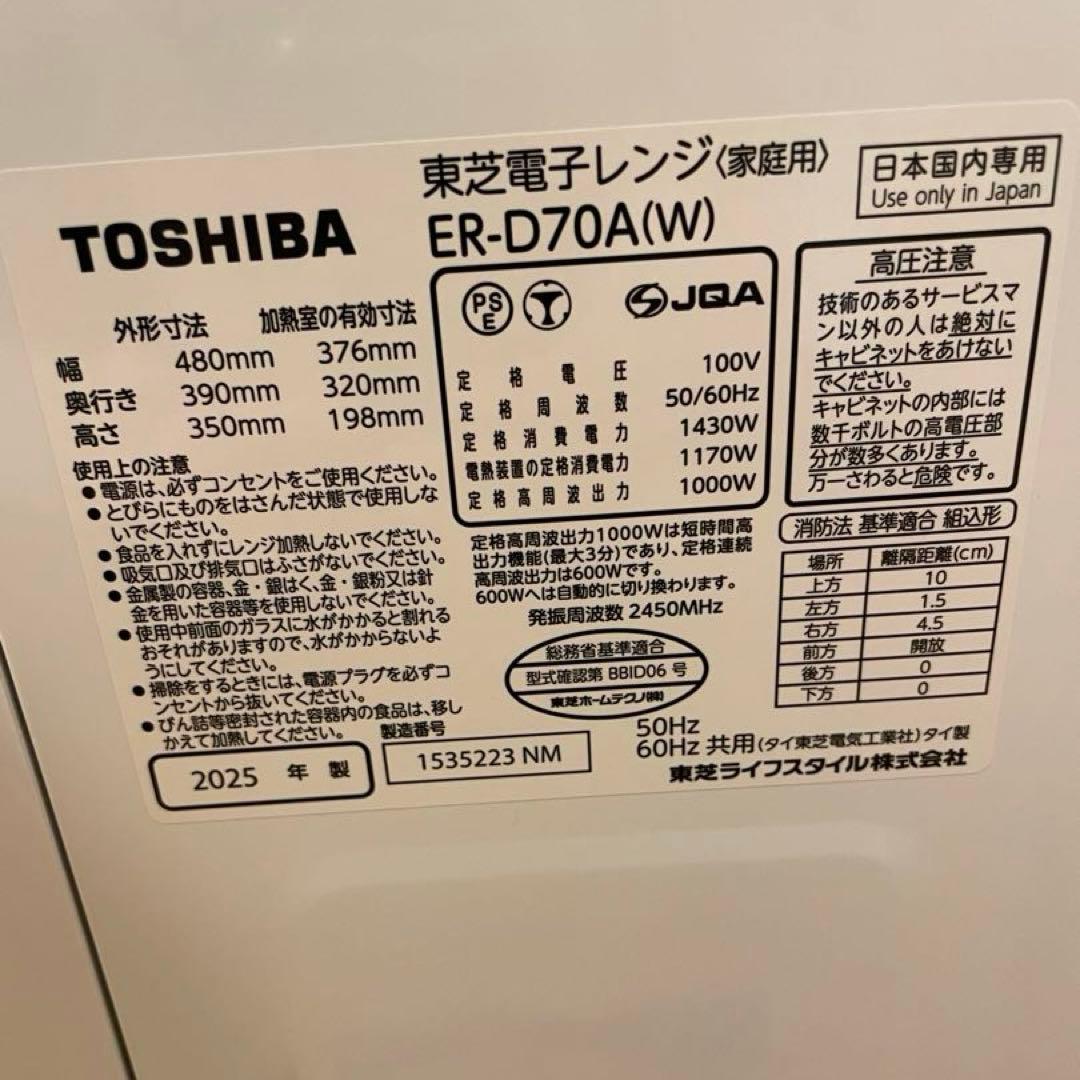 東芝電子レンジ〈家庭用〉
日本国内専用
Use only in Japan
TOSHIBA
ER-D70A(W)
外形寸法 加熱室の有効寸法
幅 480mm 376mm
奥行き 390mm 320mm
高さ 350mm 198mm
使用上の注意
●電源は、必ずコンセントをご使用ください。
●とびらにものをはさんだ状態で使用しな
いでください。
●食品を入れずにレンジ加熱しないでください。
●吸気口及び排気口はふさがないでください。
●金属製の容器、金・銀はく、金・銀粉又は針
金を用いた容器等を使用しないでください。
●使用中前面のガラスに水がかかると割れる
おそれがありますので、水がかからないよ
うにしてください。
●掃除をするときには、電源プラグを必ずコ
ンセントから抜いてください。
●びん詰等密封された容器内の食品は、移し
かえて加熱してください。
2025 年 製
製造番号
1535223 NM
PS
E
JQA
定格電圧 100V
定格周波数 50/60Hz
定格消費電力 1430W
電熱装置の定格消費電力 1170W
定格高周波出力 1000W
定格高周波出力1000Wは短時間高
出力機能(最大3分)であり、定格連続
高周波出力は600Wです。
600Wへは自動的に切り換わります。
発振周波数 2450MHz
総務省基準適合
型式確認第 BBID06 号
東芝ホームテクノ(株)
高圧注意
技術のあるサービスマ
ン以外の人は絶対に
キャビネットをあけない
でください。
キャビネットの内部には
数千ボルトの高電圧部
分が数多くあります。
万一さわると危険です。
消防法 基準適合 組込形
場所 離隔距離(cm)
上方 10
左方 1.5
右方 4.5
前方 開放
後方 0
下方 0
50Hz
60Hz 共用 (タイ東芝電気工業社)タイ製
東芝ライフスタイル株式会社